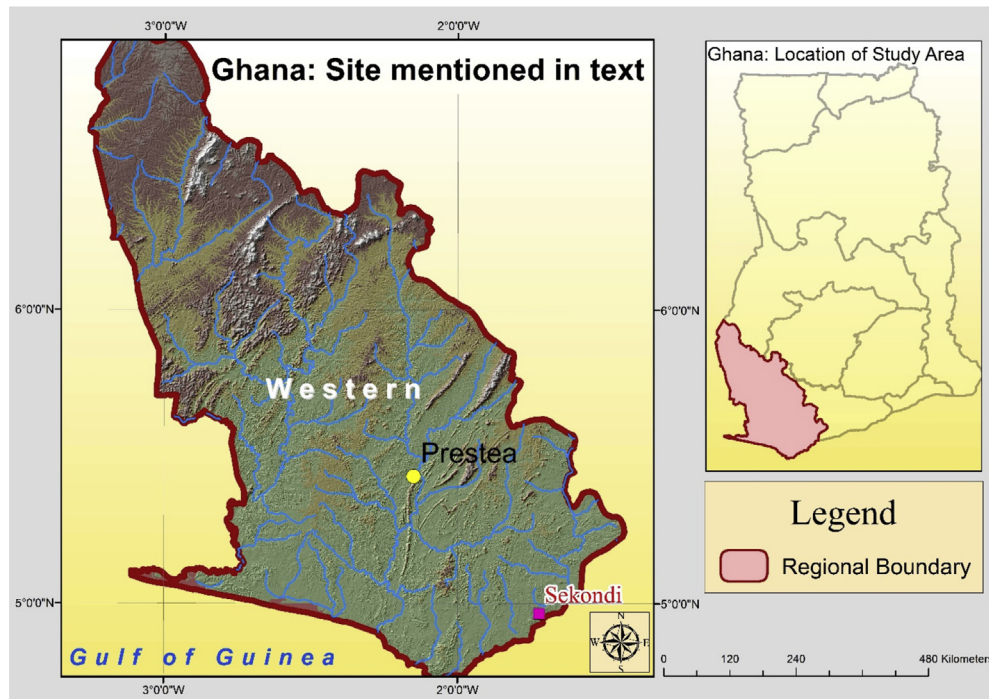 3°0'0"W
2°0'0"W
Ghana: Site mentioned in text
Ghana: Location of Study Area
6°0'0"N
6°0'0"N
Western
Prestea
Legend
Regional Boundary
5°0'0"N
5°0'0"N
Sekondi
N
W
E
S
Gulf of Guinea
0 120 240 480 Kilometers
3°0'0"W
2°0'0"W